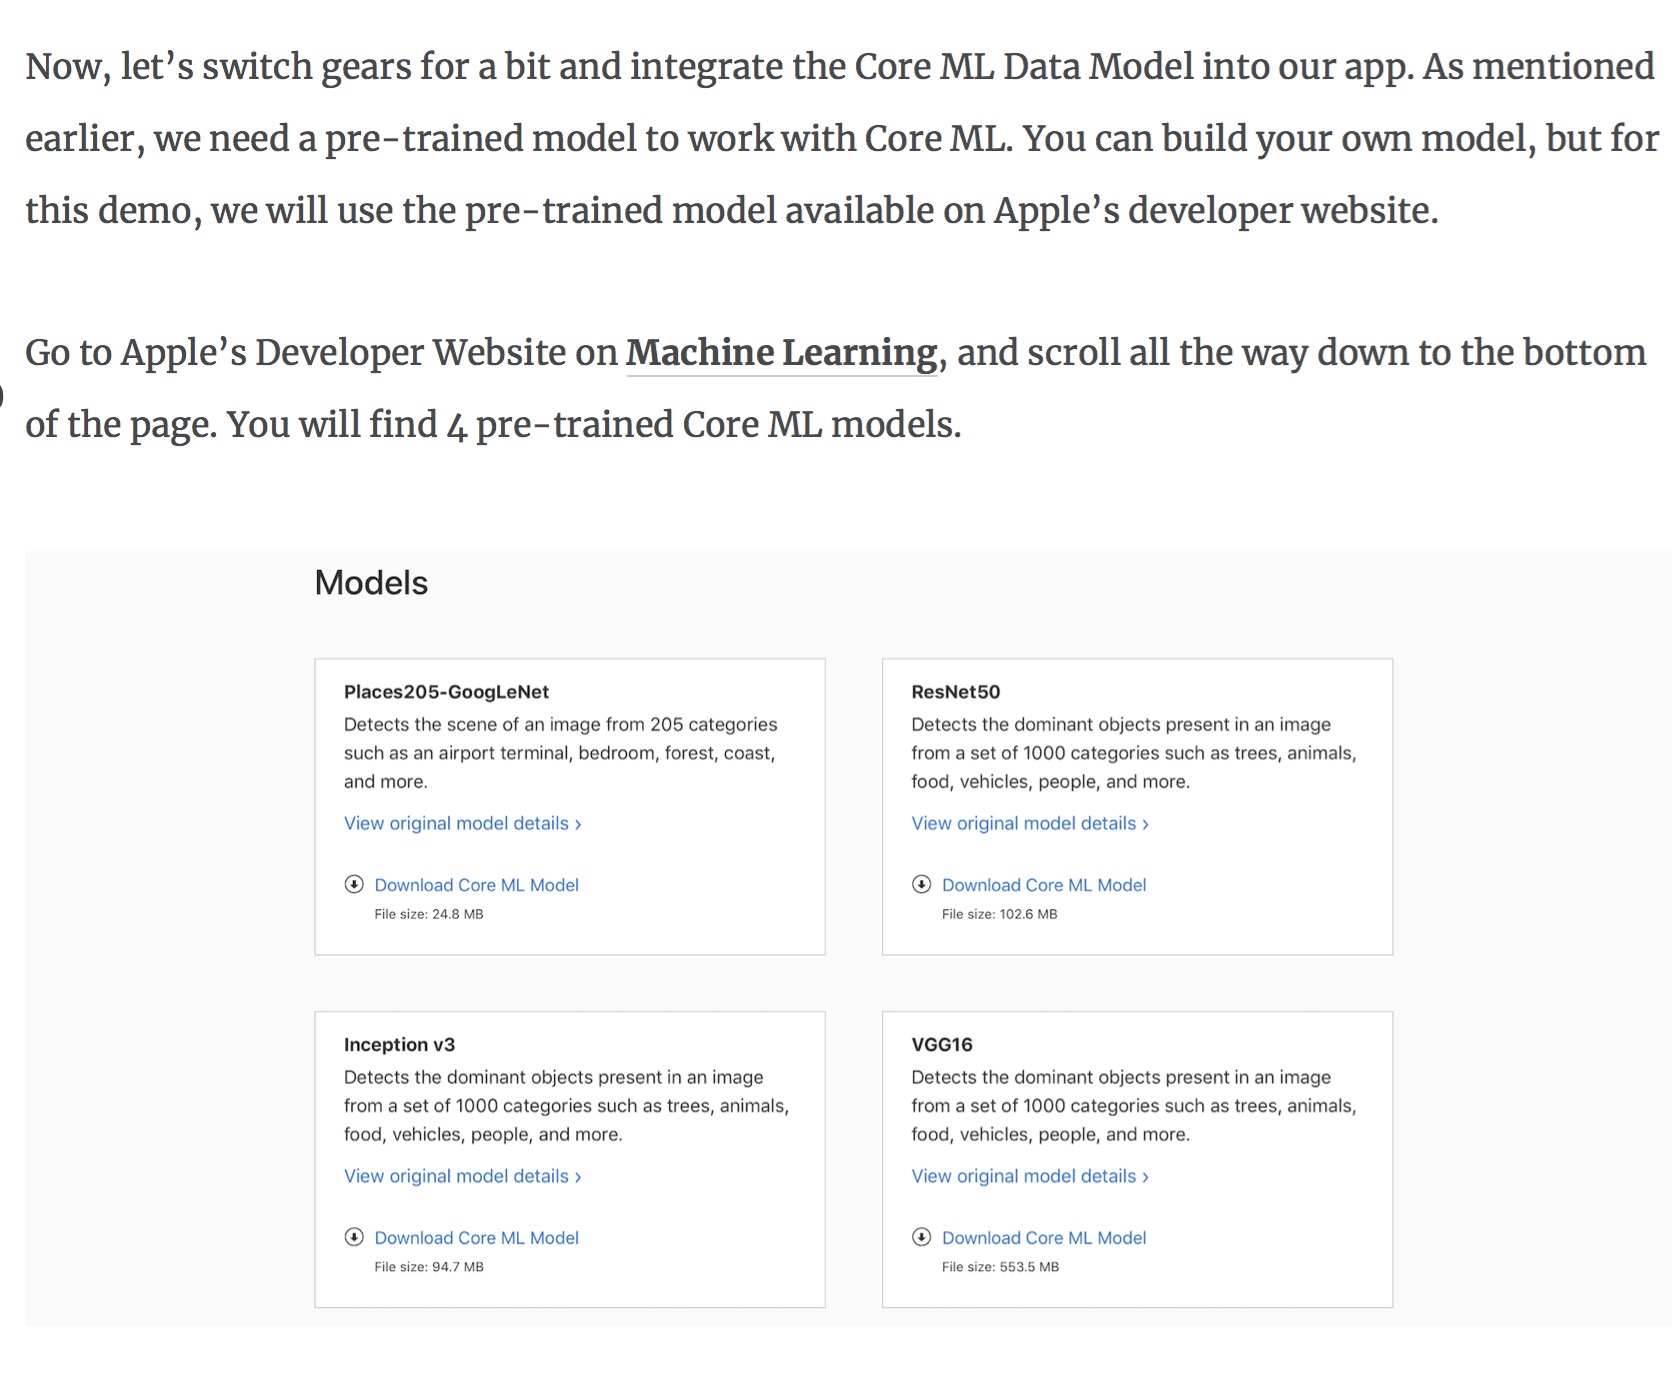 Now, let’s switch gears for a bit and integrate the Core ML Data Model into our app. As mentioned
earlier, we need a pre-trained model to work with Core ML. You can build your own model, but for
this demo, we will use the pre-trained model available on Apple’s developer website.
Go to Apple’s Developer Website on Machine Learning, and scroll all the way down to the bottom
of the page. You will find 4 pre-trained Core ML models.
Models
Places205-GoogLeNet
Detects the scene of an image from 205 categories
such as an airport terminal, bedroom, forest, coast,
and more.
View original model details ›
Download Core ML Model
File size: 24.8 MB
ResNet50
Detects the dominant objects present in an image
from a set of 1000 categories such as trees, animals,
food, vehicles, people, and more.
View original model details ›
Download Core ML Model
File size: 102.6 MB
Inception v3
Detects the dominant objects present in an image
from a set of 1000 categories such as trees, animals,
food, vehicles, people, and more.
View original model details ›
Download Core ML Model
File size: 94.7 MB
VGG16
Detects the dominant objects present in an image
from a set of 1000 categories such as trees, animals,
food, vehicles, people, and more.
View original model details ›
Download Core ML Model
File size: 553.5 MB